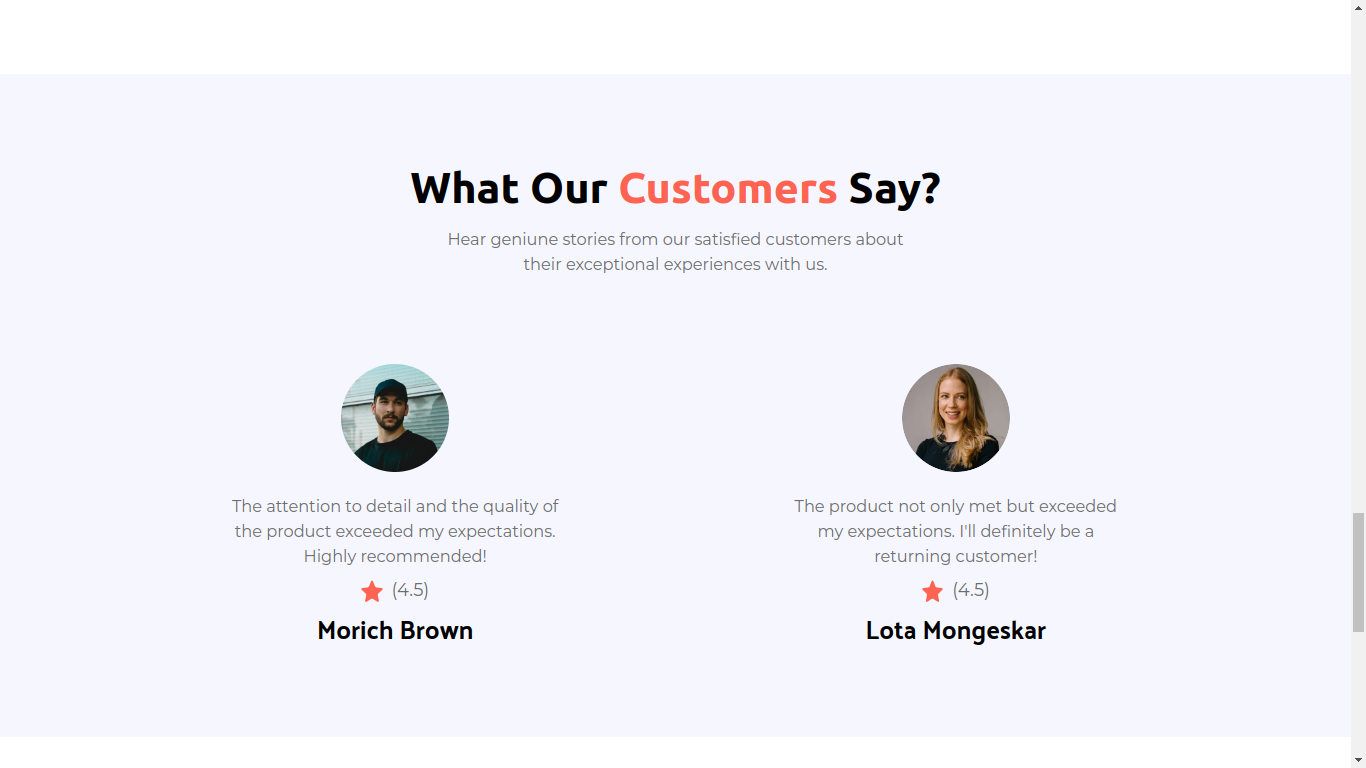 What Our Customers Say?
Hear geniune stories from our satisfied customers about
their exceptional experiences with us.
The attention to detail and the quality of
the product exceeded my expectations.
Highly recommended!
(4.5)
Morich Brown
The product not only met but exceeded
my expectations. I'll definitely be a
returning customer!
(4.5)
Lota Mongeskar